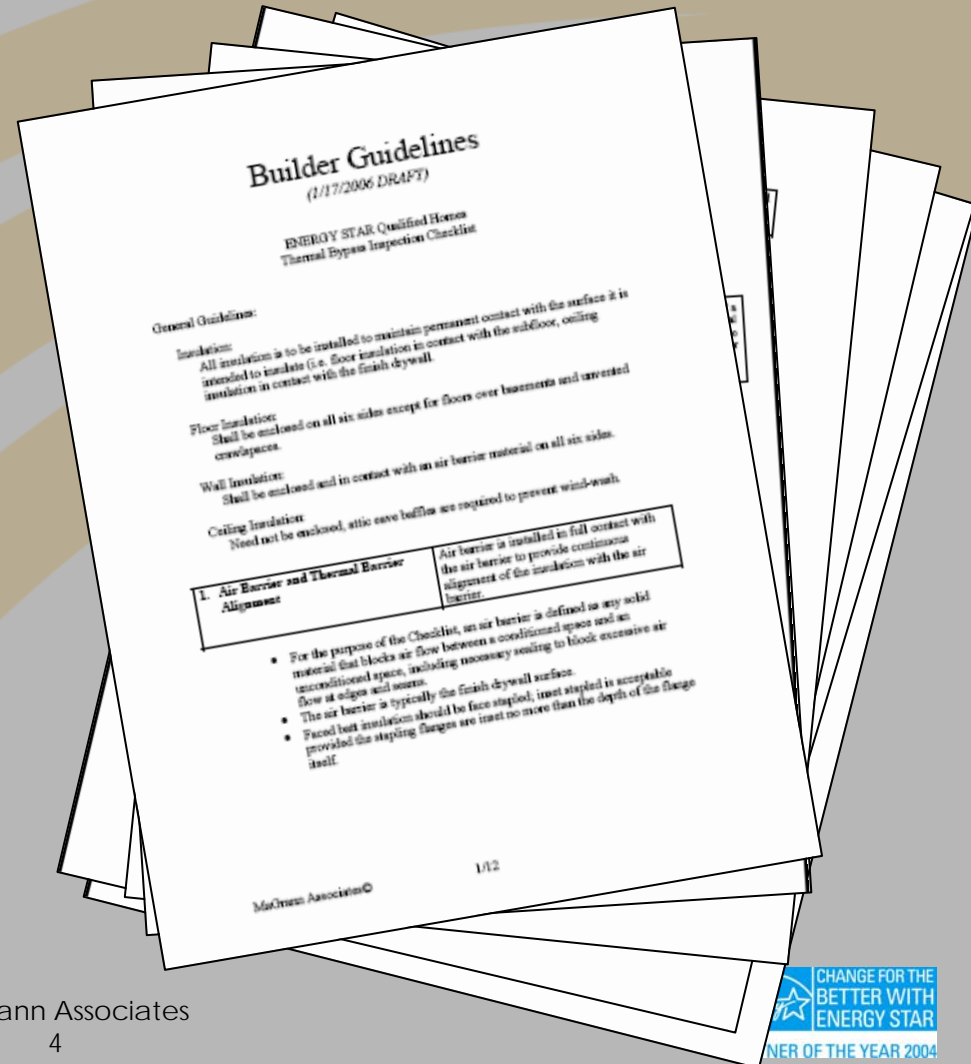 Builder Guidelines
(1/17/2006 DRAFT)
ENERGY STAR Qualified Homes
Thermal Bypass Inspection Checklist
General Guidelines:
Insulation:
All insulation is to be installed to maintain permanent contact with the surface it is
intended to insulate (i.e. floor insulation in contact with the subfloor, ceiling
insulation in contact with the finish drywall.
Floor Insulation:
Shall be enclosed on all six sides except for floors over basements and unvented
crawlspaces.
Wall Insulation:
Shall be enclosed and in contact with an air barrier material on all six sides.
Ceiling Insulation:
Need not be enclosed, attic eave baffles are required to prevent wind-wash.
1. Air Barrier and Thermal Barrier
Alignment
Air barrier is installed in full contact with
the air barrier to provide continuous
alignment of the insulation with the air
barrier.
• For the purpose of the Checklist, an air barrier is defined as any solid
material that blocks air flow between a conditioned space and an
unconditioned space, including necessary sealing to block excessive air
flow at edges and seams.
• The air barrier is typically the finish drywall surface.
• Faced batt insulation should be face stapled; inset stapled is acceptable
provided the stapling flanges are inset no more than the depth of the flange
itself.
1/12
MaGrann Associates©
ann Associates
4
CHANGE FOR THE
BETTER WITH
ENERGY STAR
NER OF THE YEAR 2004